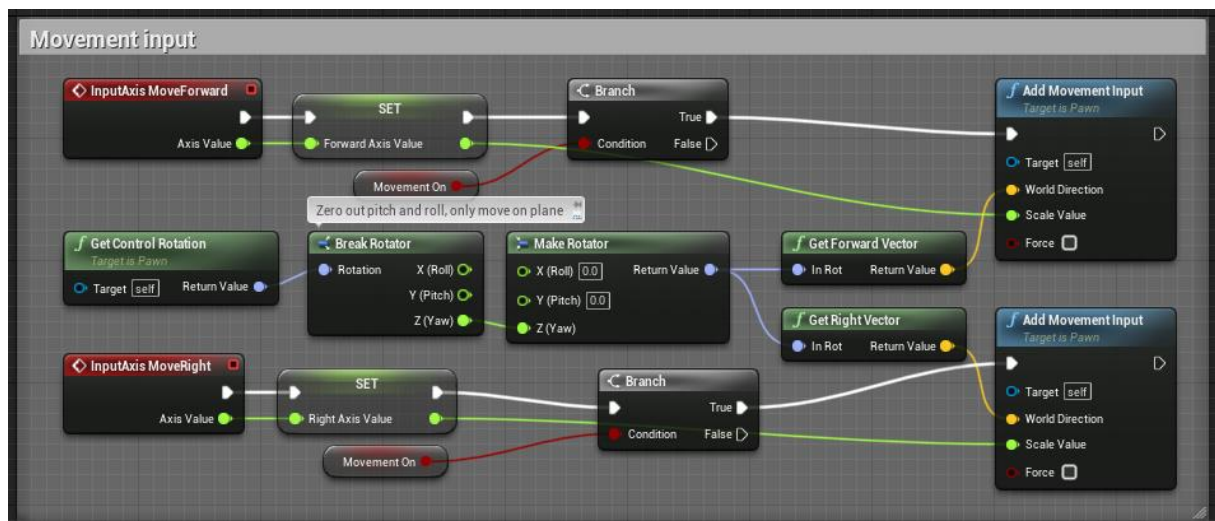 Movement input
InputAxis MoveForward
Axis Value
SET
Forward Axis Value
Movement On
Branch
True
Condition False
Add Movement Input
Target is Pawn
Target self
World Direction
Scale Value
Force
Zero out pitch and roll, only move on plane
Get Control Rotation
Target is Pawn
Target self Return Value
Break Rotator
Rotation X (Roll)
Y (Pitch)
Z (Yaw)
Make Rotator
X (Roll) 0.0 Return Value
Y (Pitch) 0.0
Z (Yaw)
Get Forward Vector
In Rot Return Value
Get Right Vector
In Rot Return Value
InputAxis MoveRight
Axis Value
SET
Right Axis Value
Movement On
Branch
True
Condition False
Add Movement Input
Target is Pawn
Target self
World Direction
Scale Value
Force